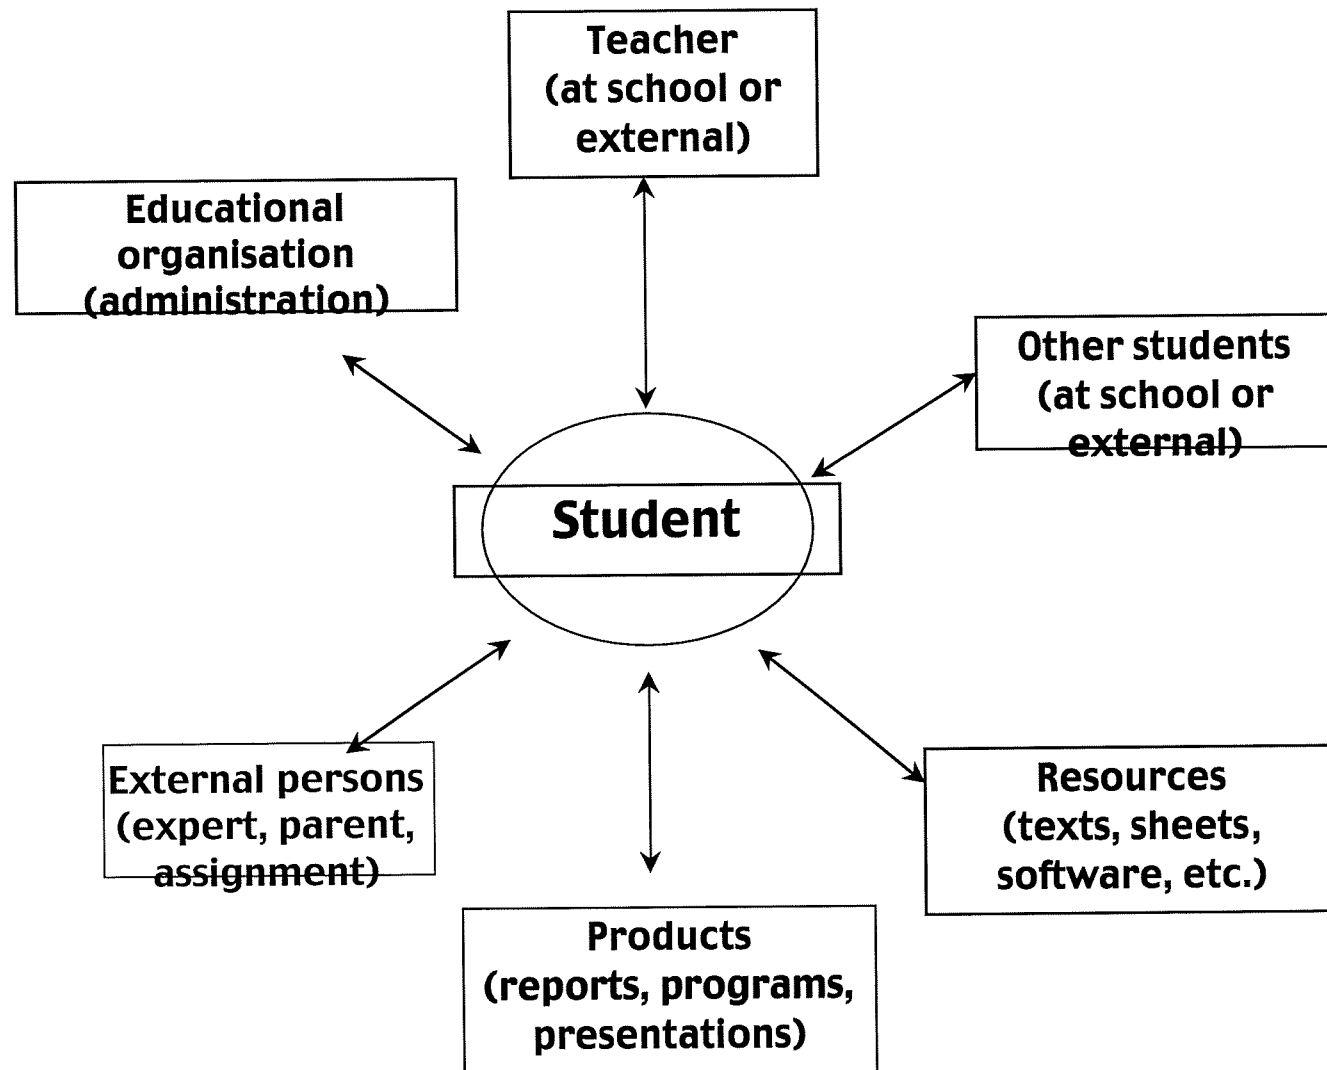 Teacher
(at school or
external)
Educational
organisation
(administration)
Other students
(at school or
external)
Student
External persons
(expert, parent,
assignment)
Resources
(texts, sheets,
software, etc.)
Products
(reports, programs,
presentations)